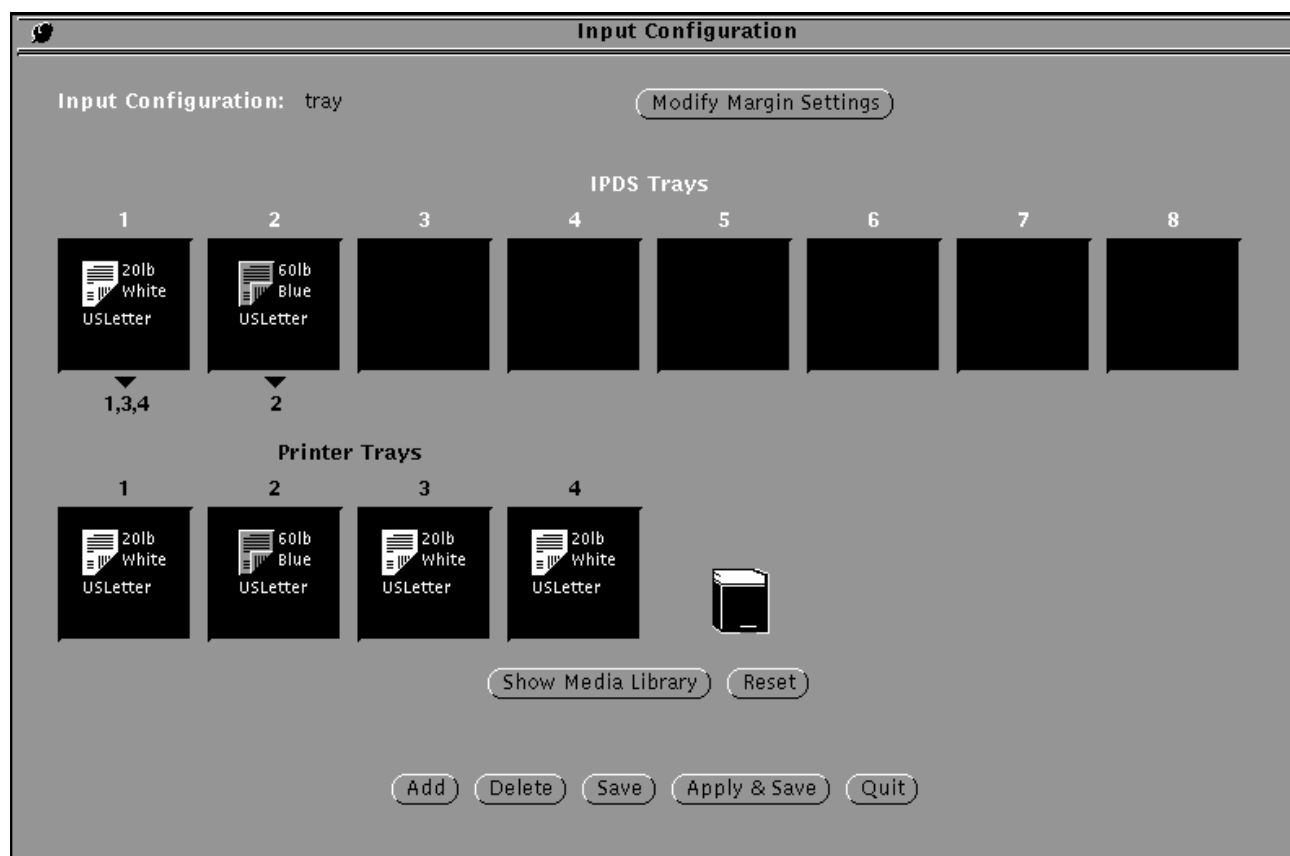 Input Configuration
Input Configuration: tray
Modify Margin Settings
IPDS Trays
1 2 3 4 5 6 7 8
20lb 60lb
White Blue
USLetter USLetter
1,3,4 2
Printer Trays
1 2 3 4
20lb 60lb 20lb 20lb
White Blue White White
USLetter USLetter USLetter USLetter
Show Media Library Reset
Add Delete Save Apply & Save Quit